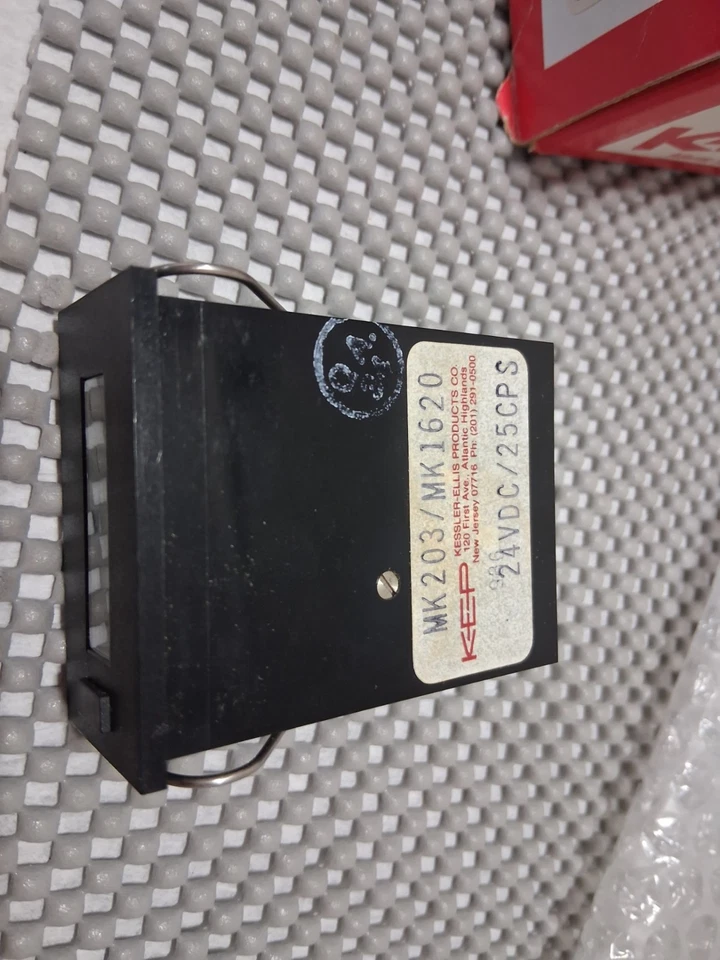 MK203/MK1620
KEP
KESSLER-ELLIS PRODUCTS CO.
120 First Ave., Atlantic Highlands
New Jersey 07716 Ph: (201) 291-0500
24VDC/25CPS
Q.A.